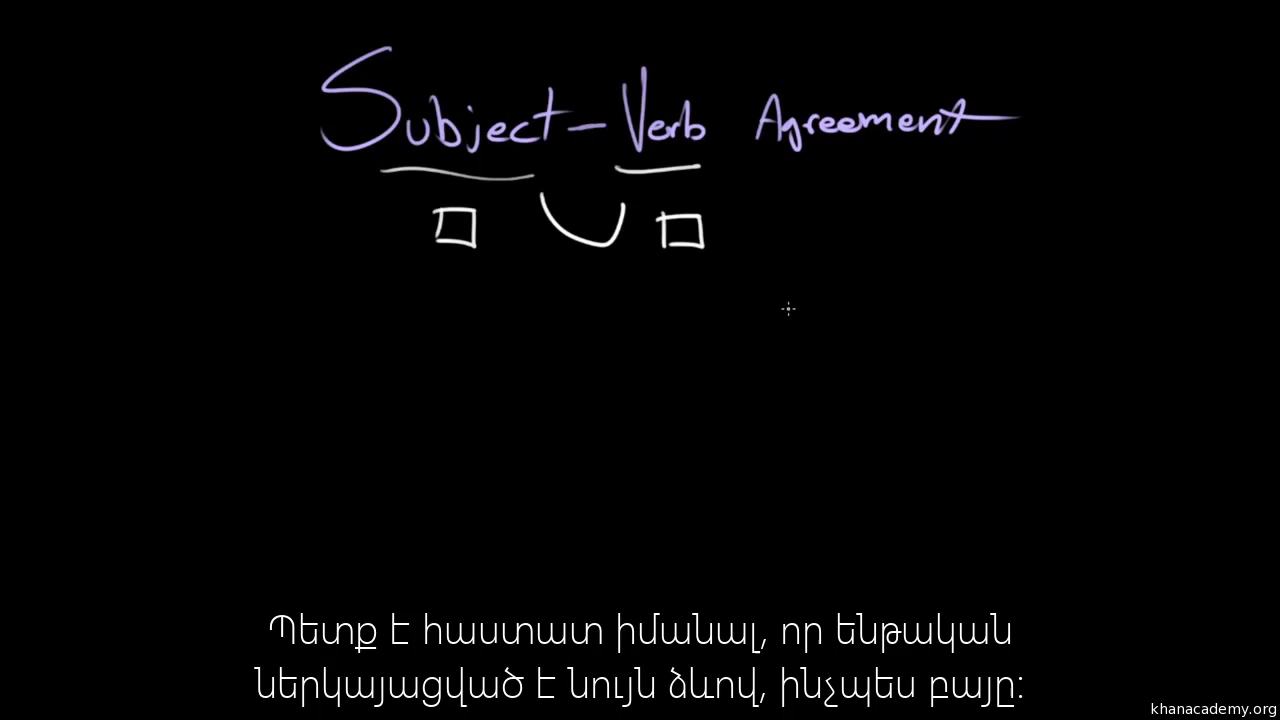 Subject-Verb Agreement
Պետք է հաստատ իմանալ, որ ենթական
ներկայացված է նույն ձևով, ինչպես բայը:
khanacademy.org